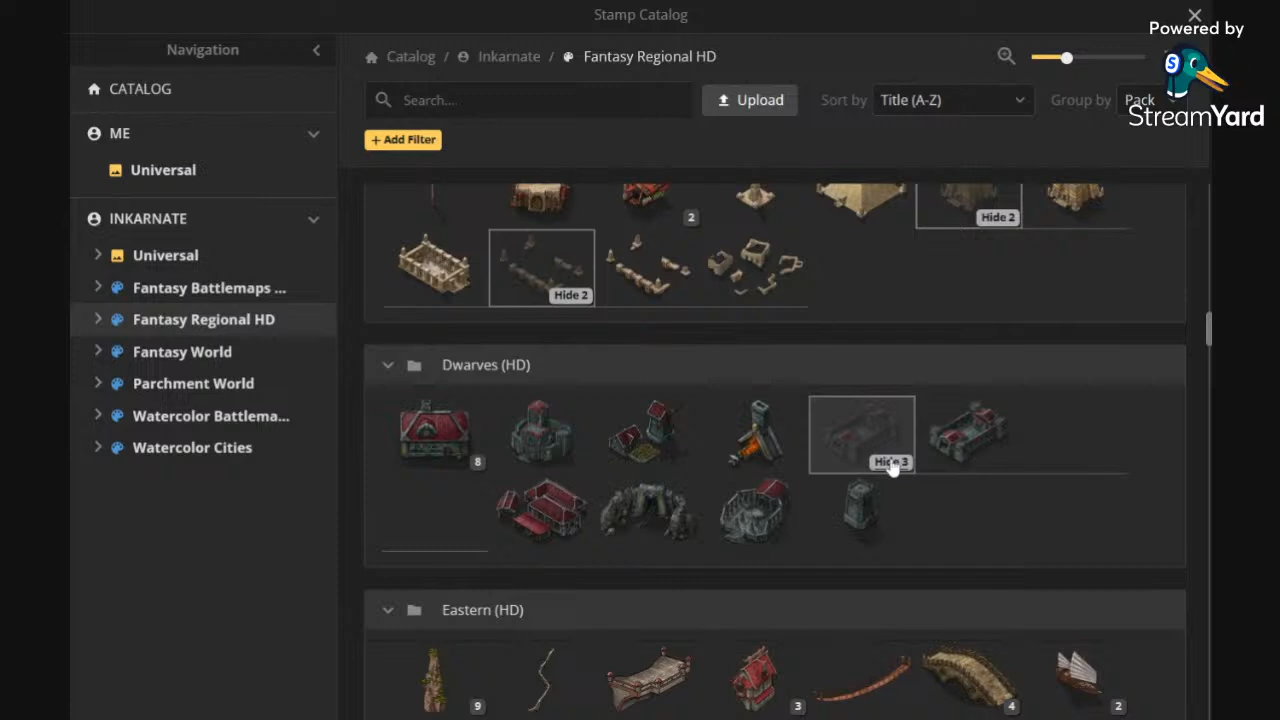 Stamp Catalog
Powered by
StreamYard
Navigation
CATALOG
ME
Universal
INKARNATE
Universal
Fantasy Battlemaps ...
Fantasy Regional HD
Fantasy World
Parchment World
Watercolor Battlema...
Watercolor Cities
Catalog / Inkarnate / Fantasy Regional HD
Search.... Upload Sort by Title (A-Z) Group by Pack
+ Add Filter
2 Hide 2
Hide 2
Dwarves (HD)
8 Hide 3
Eastern (HD)
9 3 4 2